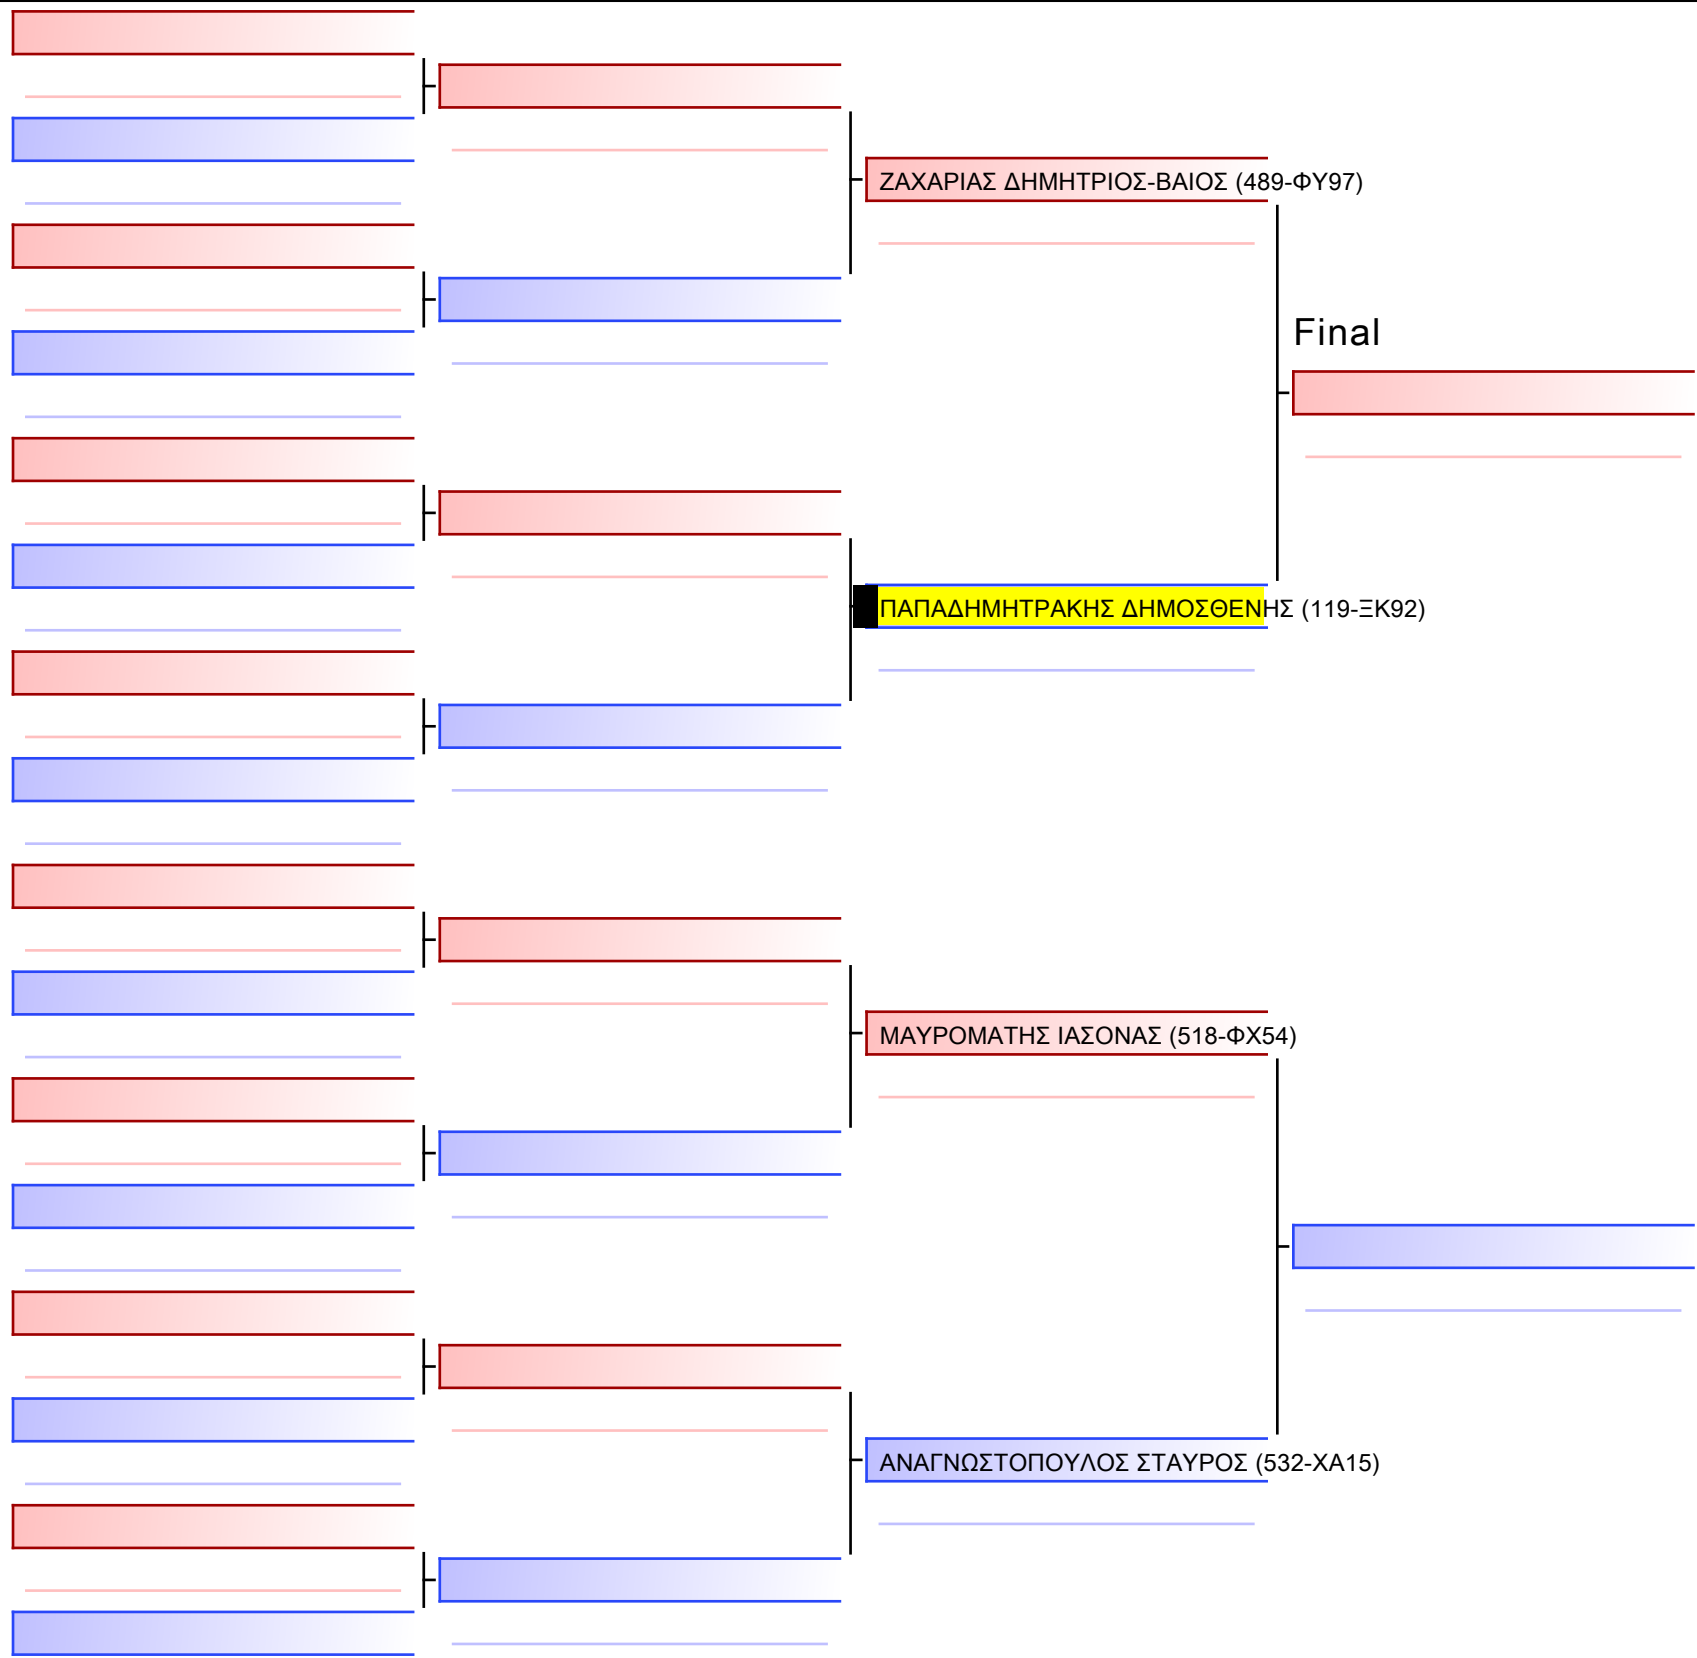 ΖΑΧΑΡΙΑΣ ΔΗΜΗΤΡΙΟΣ-ΒΑΙΟΣ (489-ΦΥ97)
Final
ΠΑΠΑΔΗΜΗΤΡΑΚΗΣ ΔΗΜΟΣΘΕΝΗΣ (119-ΞΚ92)
ΜΑΥΡΟΜΑΤΗΣ ΙΑΣΟΝΑΣ (518-ΦΧ54)
ΑΝΑΓΝΩΣΤΟΠΟΥΛΟΣ ΣΤΑΥΡΟΣ (532-ΧΑ15)